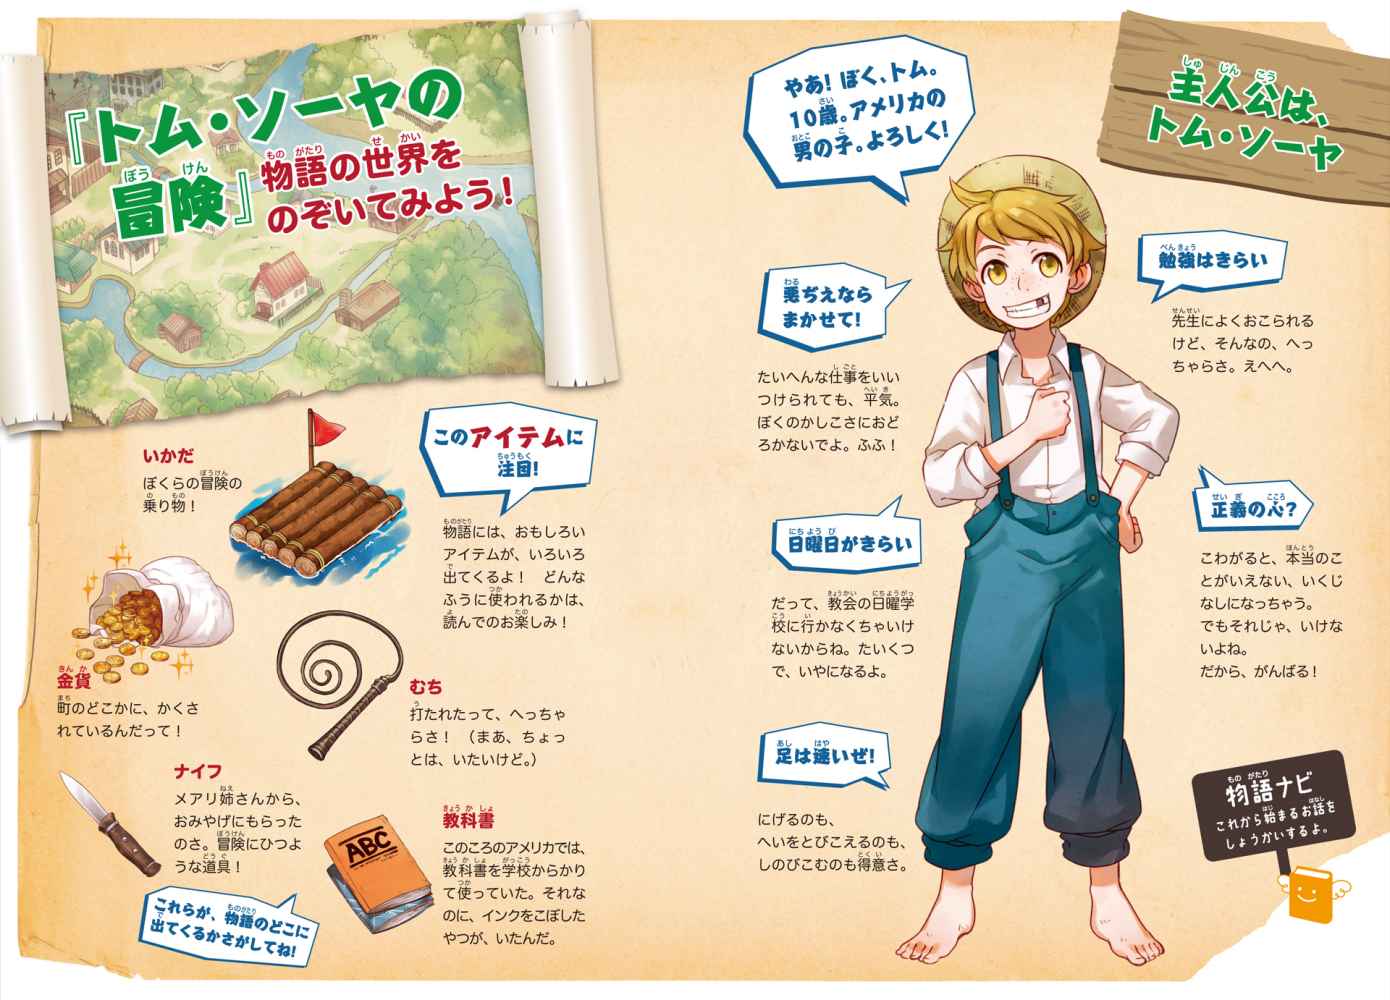 『トム・ソーヤの
冒険』
物語の世界を
のぞいてみよう！
いかだ
ぼくらの冒険の
乗り物！
このアイテムに
注目！
物語には、おもしろい
アイテムが、いろいろ
出てくるよ！　どんな
ふうに使われるかは、
読んでのお楽しみ！
金貨
町のどこかに、かくさ
れているんだって！
むち
打たれたって、へっちゃ
らさ！（まあ、ちょっ
とは、いたいけど。）
ナイフ
メアリ姉さんから、
おみやげにもらった
のさ。冒険にひつよ
うな道具！
教科書
このころのアメリカでは、
教科書を学校からかり
て使っていた。それな
のに、インクをこぼした
やつが、いたんだ。
ABC
これらが、物語のどこに
出てくるかさがしてね！
主人公は、
トム・ソーヤ
やあ！ぼく、トム。
10歳。アメリカの
男の子。よろしく！
悪ぢえなら
まかせて！
たいへんな仕事をいい
つけられても、平気。
ぼくのかしこさにおど
ろかないでよ。ふふ！
勉強はきらい
先生によくおこられる
けど、そんなの、へっ
ちゃらさ。えへへ。
日曜日がきらい
だって、教会の日曜学
校に行かなくちゃいけ
ないからね。たいくつ
で、いやになるよ。
正義の心？
こわがると、本当のこ
とがいえない、いくじ
なしになっちゃう。
でもそれじゃ、いけな
いよね。
だから、がんばる！
足は速いぜ！
にげるのも、
へいをとびこえるのも、
しのびこむのも得意さ。
物語ナビ
これから始まるお話を
しょうかいするよ。